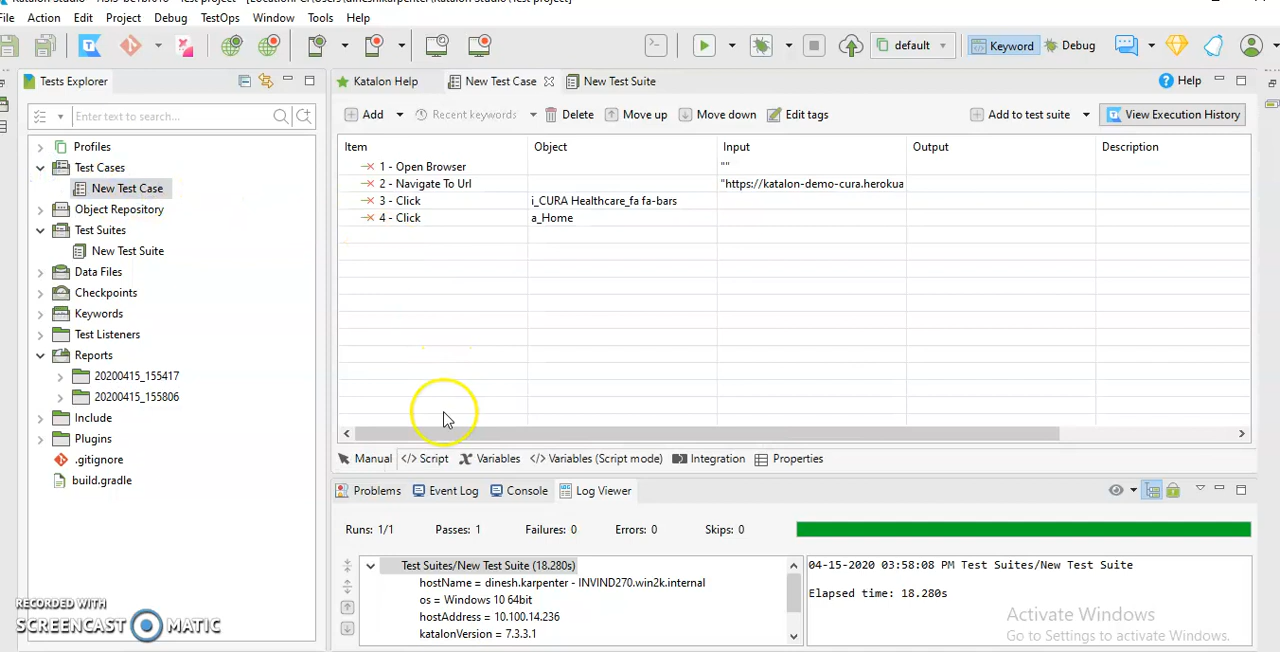 File Action Edit Project Debug TestOps Window Tools Help
default Keyword Debug
Tests Explorer Katalon Help New Test Case New Test Suite Help
Enter text to search... Add Recent keywords Delete Move up Move down Edit tags Add to test suite View Execution History
Profiles
Test Cases
New Test Case
Object Repository
Test Suites
New Test Suite
Data Files
Checkpoints
Keywords
Test Listeners
Reports
20200415_155417
20200415_155806
Include
Plugins
.gitignore
build.gradle
Item Object Input Output Description
1 - Open Browser ""
2 - Navigate To Url "https://katalon-demo-cura.herokua
3 - Click i_CURA Healthcare_fa fa-bars
4 - Click a_Home
Manual </> Script Variables </> Variables (Script mode) Integration Properties
Problems Event Log Console Log Viewer
Runs: 1/1 Passes: 1 Failures: 0 Errors: 0 Skips: 0
Test Suites/New Test Suite (18.280s)
hostName = dinesh.karpenter - INVIND270.win2k.internal
os = Windows 10 64bit
hostAddress = 10.100.14.236
katalonVersion = 7.3.3.1
04-15-2020 03:58:08 PM Test Suites/New Test Suite
Elapsed time: 18.280s
Activate Windows
Go to Settings to activate Windows.
RECORDED WITH
SCREENCAST MATIC